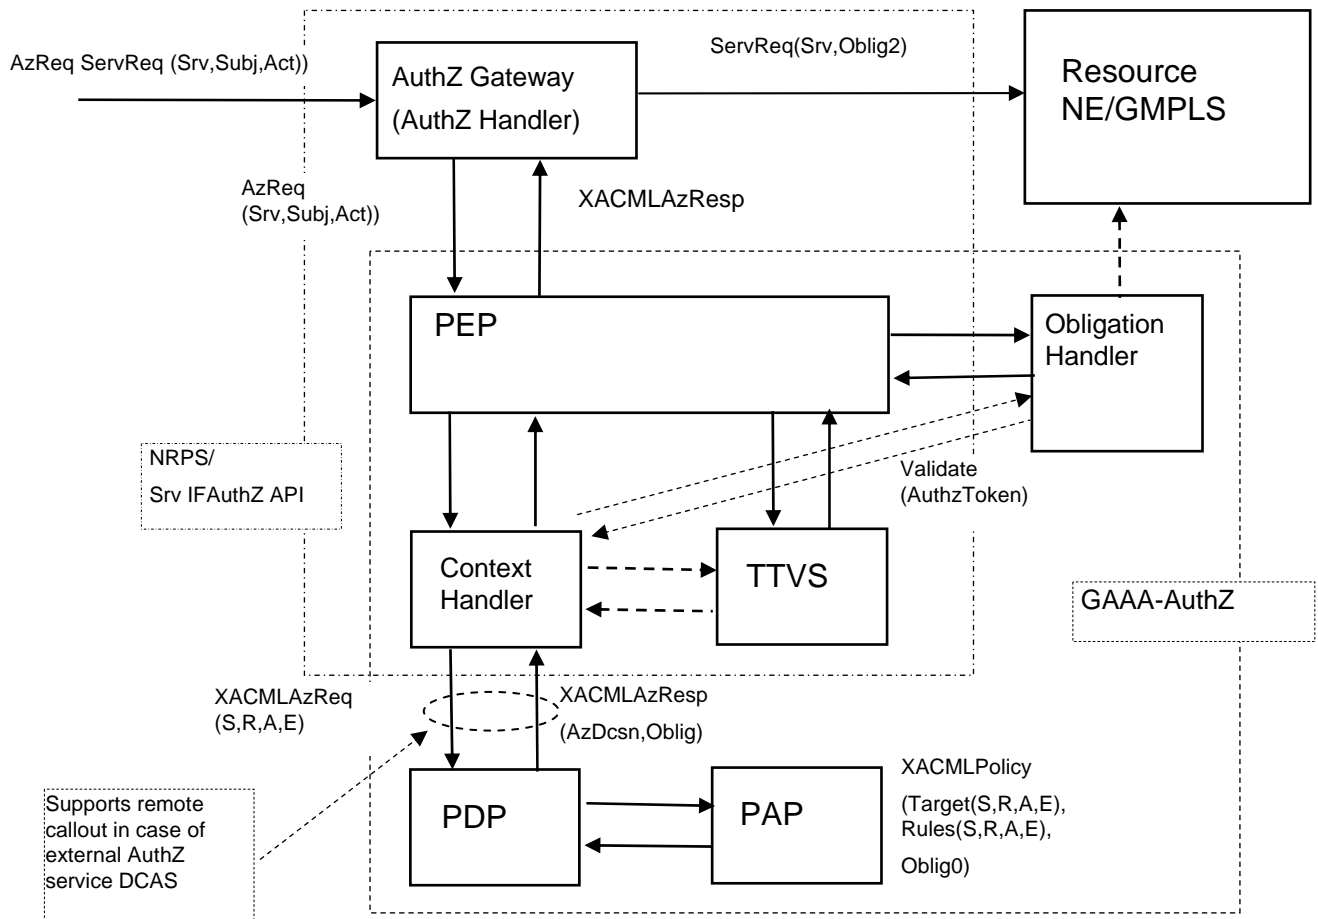 AzReq ServReq (Srv,Subj,Act))
AuthZ Gateway
(AuthZ Handler)
ServReq(Srv,Oblig2)
Resource
NE/GMPLS
AzReq
(Srv,Subj,Act))
XACMLAzResp
PEP
Obligation
Handler
NRPS/
Srv IFAuthZ API
Validate
(AuthzToken)
Context
Handler
TTVS
GAAA-AuthZ
XACMLAzReq
(S,R,A,E)
XACMLAzResp
(AzDcsn,Oblig)
Supports remote
callout in case of
external AuthZ
service DCAS
PDP
PAP
XACMLPolicy
(Target(S,R,A,E),
Rules(S,R,A,E),
Oblig0)